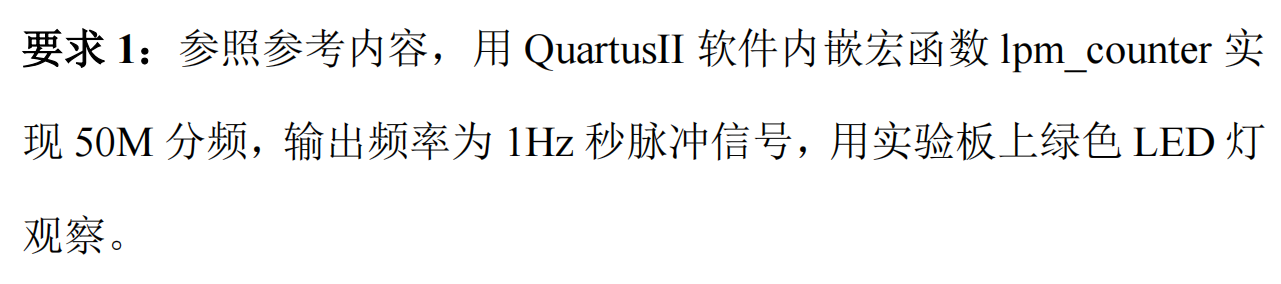 要求 1：参照参考内容，用 QuartusII 软件内嵌宏函数 lpm_counter 实
现 50M 分频，输出频率为 1Hz 秒脉冲信号，用实验板上绿色 LED 灯
观察。